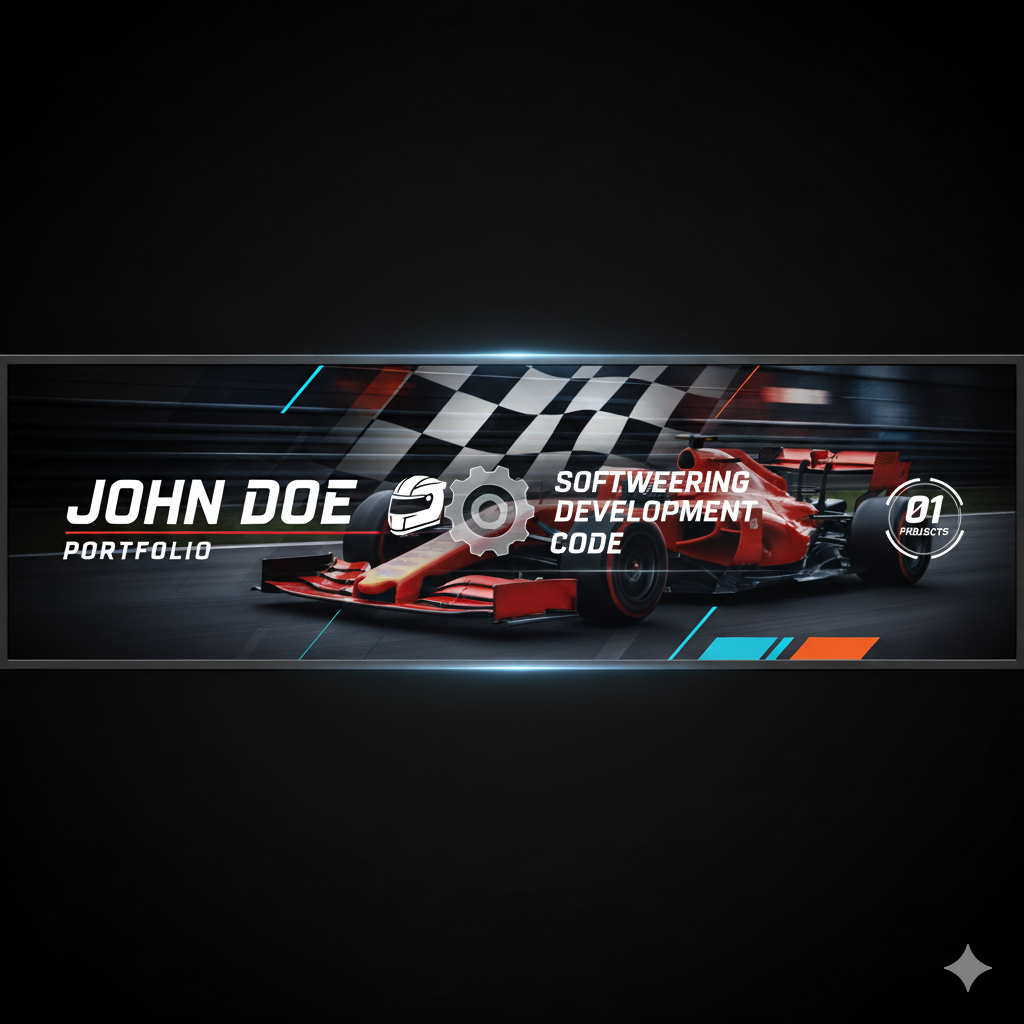 JOHN DOE
PORTFOLIO
SOFTWEERING
DEVELOPMENT
CODE
01